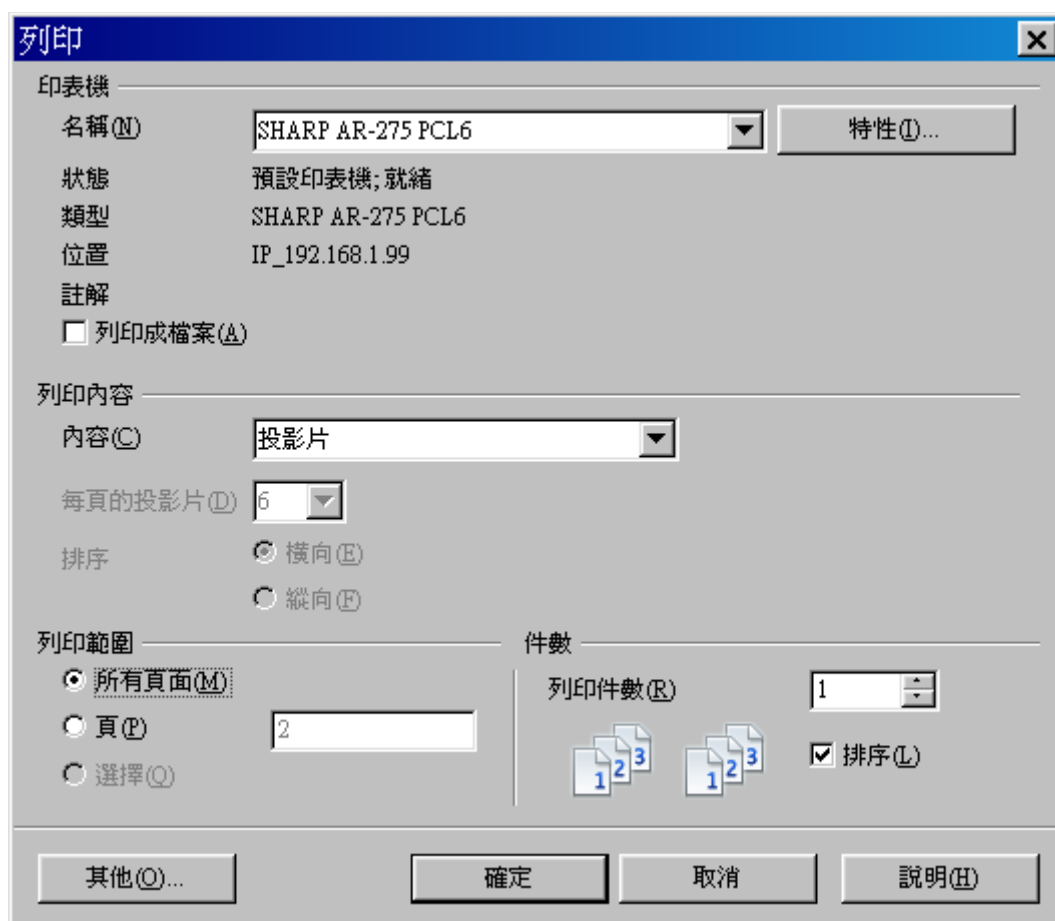 列印
印表機
名稱(N) SHARP AR-275 PCL6 特性(I)...
狀態 預設印表機; 就緒
類型 SHARP AR-275 PCL6
位置 IP_192.168.1.99
註解
列印成檔案(A)
列印內容
內容(C) 投影片
每頁的投影片(D) 6
排序 橫向(E)
縱向(F)
列印範圍 件數
所有頁面(M) 列印件數(R) 1
頁(P) 2
1 2 3 1 2 3 排序(L)
選擇(Q)
其他(O)... 確定 取消 說明(H)